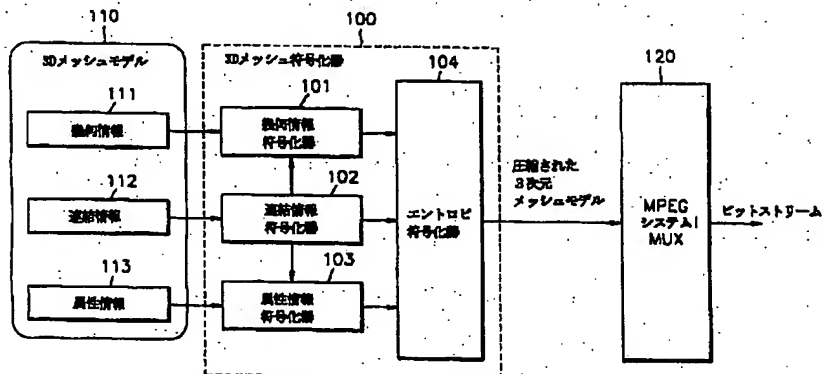 110
100
3Dメッシュモデル
3Dメッシュ符号化器
104
120
111
幾何情報
101
幾何情報
符号化器
112
連結情報
102
連結情報
符号化器
エントロピ
符号化器
圧縮された
3次元
メッシュモデル
MPEG
システム/
MUX
ビットストリーム
113
属性情報
103
属性情報
符号化器